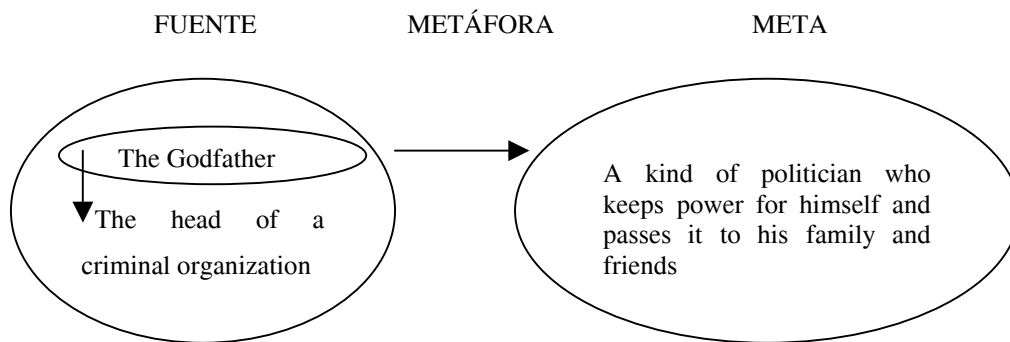 FUENTE METÁFORA META
The Godfather
The head of a
criminal organization
A kind of politician who
keeps power for himself and
passes it to his family and
friends